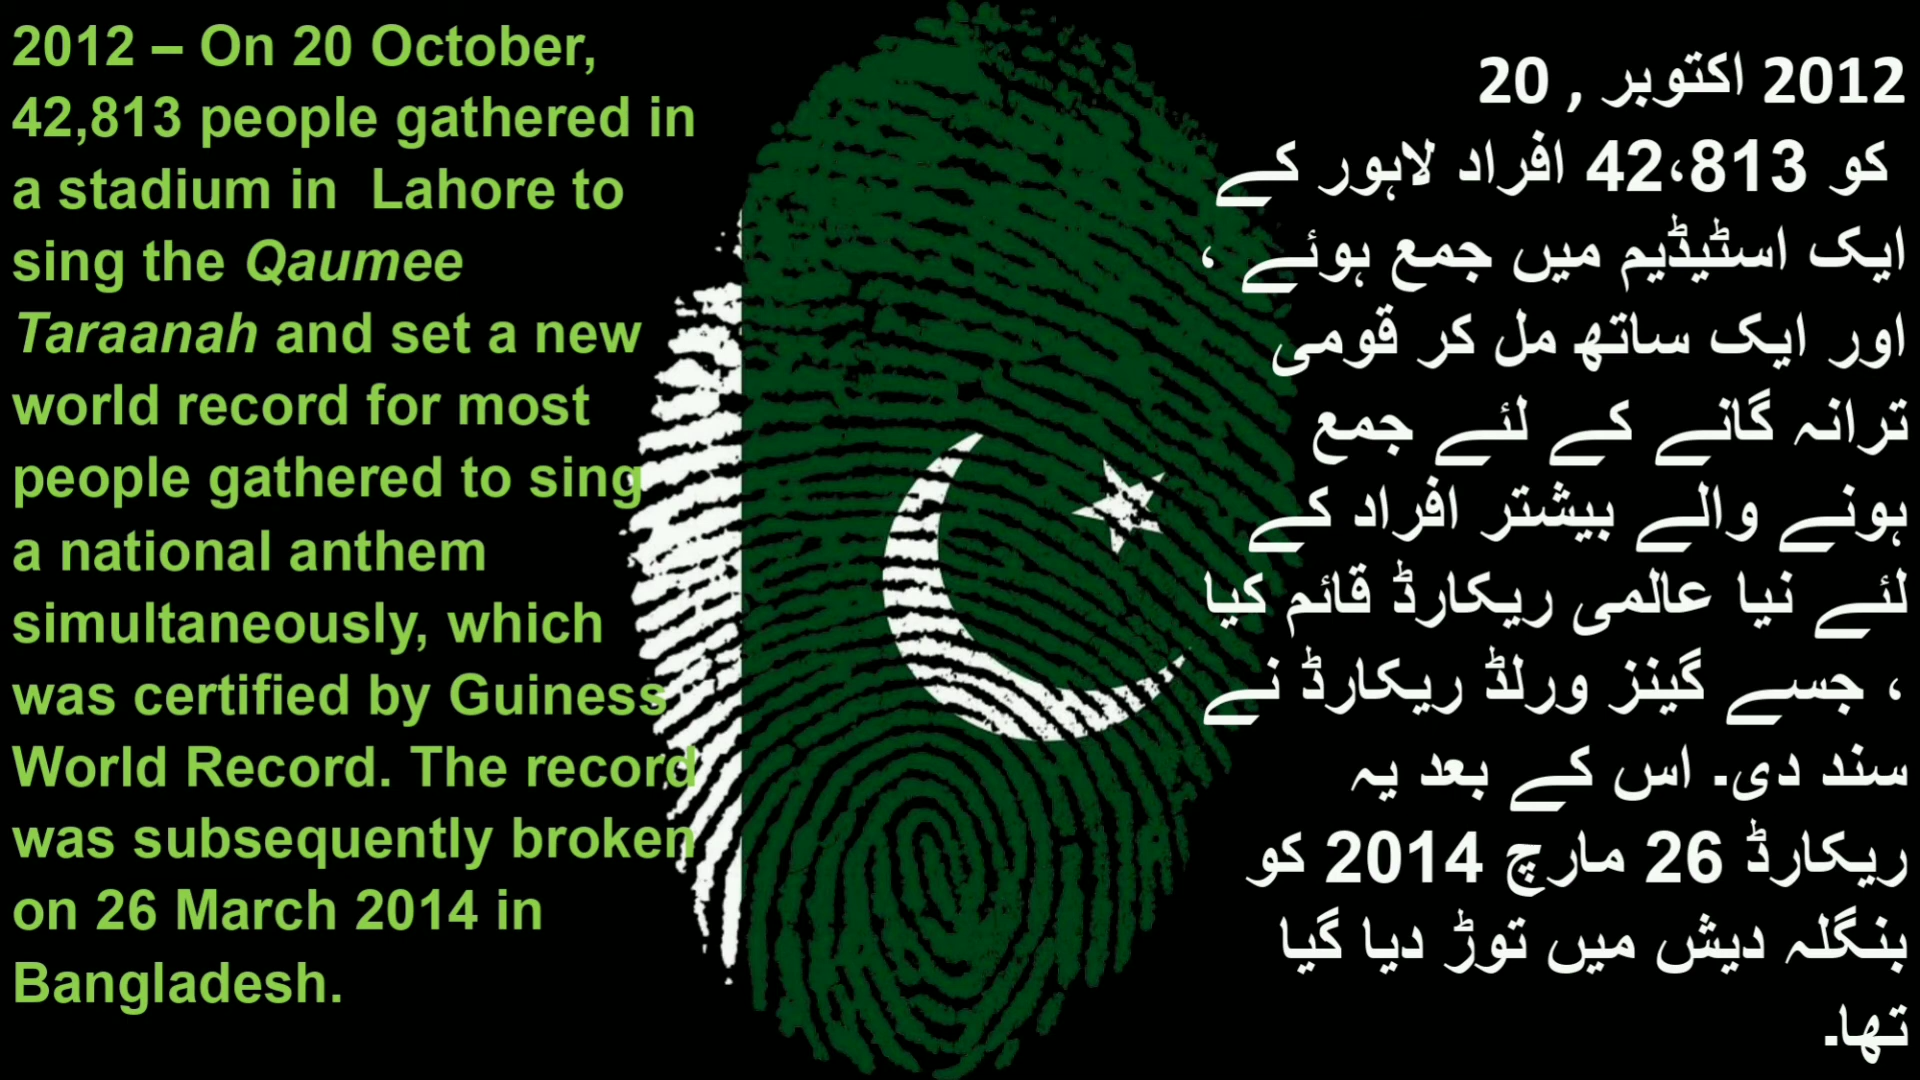 2012 – On 20 October,
42,813 people gathered in
a stadium in  Lahore to
sing the Qaumee
Taraanah and set a new
world record for most
people gathered to sing
a national anthem
simultaneously, which
was certified by Guiness
World Record. The record
was subsequently broken
on 26 March 2014 in
Bangladesh.
2012 اکتوبر , 20
کو 42،813 افراد لاہور کے
ایک اسٹیڈیم میں جمع ہوئے ،
اور ایک ساتھ مل کر قومی
ترانہ گانے کے لئے جمع
ہونے والے بیشتر افراد کے
لئے نیا عالمی ریکارڈ قائم کیا
، جسے گینز ورلڈ ریکارڈ نے
سند دی۔ اس کے بعد یہ
ریکارڈ 26 مارچ 2014 کو
بنگلہ دیش میں توڑ دیا گیا
تھا۔